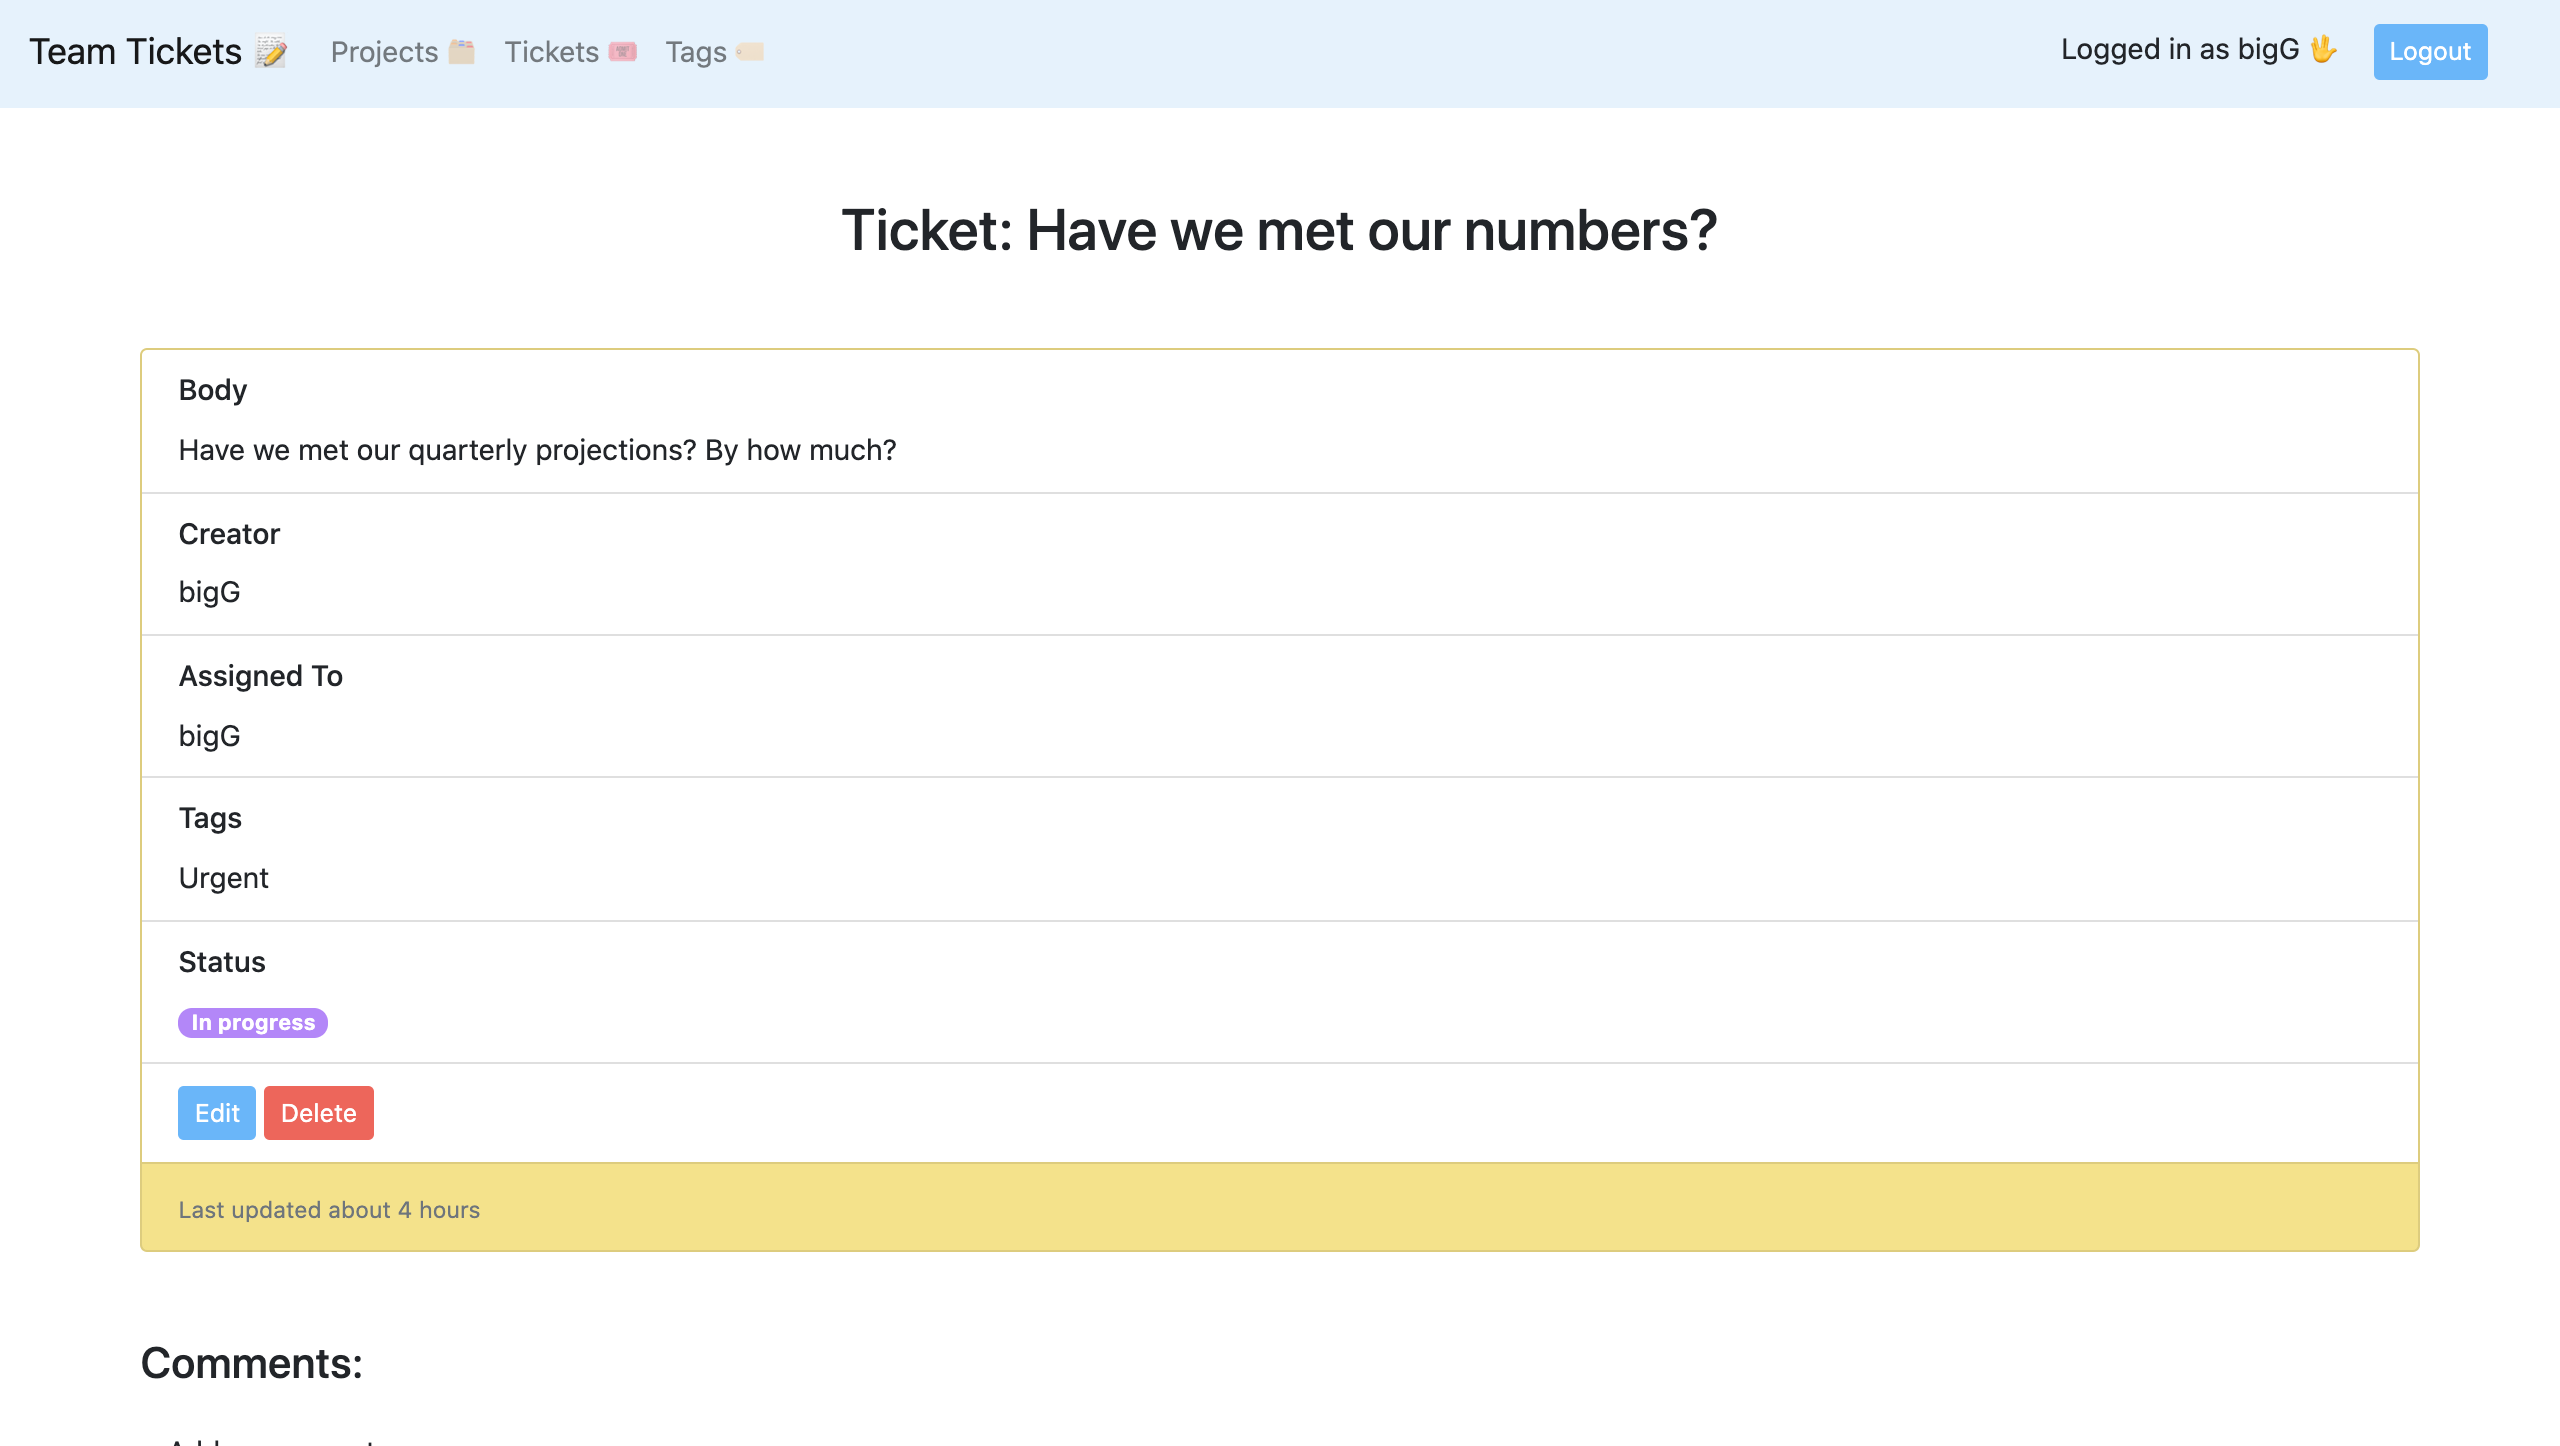 Team Tickets 📝 Projects 🗂️ Tickets 🎟️ Tags 🏷️ Logged in as bigG 🖖 Logout
Ticket: Have we met our numbers?
Body
Have we met our quarterly projections? By how much?
Creator
bigG
Assigned To
bigG
Tags
Urgent
Status
In progress
Edit Delete
Last updated about 4 hours
Comments: